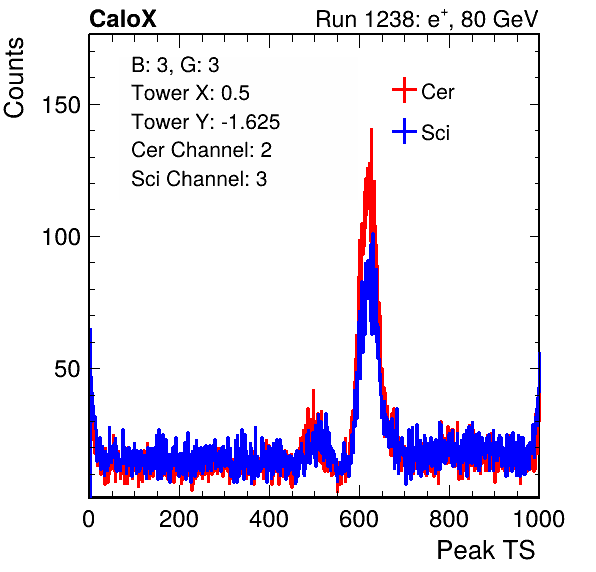 CaloX Run 1238: e+, 80 GeV
Counts
B: 3, G: 3
Tower X: 0.5
Tower Y: -1.625
Cer Channel: 2
Sci Channel: 3
Cer
Sci
150
100
50
0 200 400 600 800 1000
Peak TS